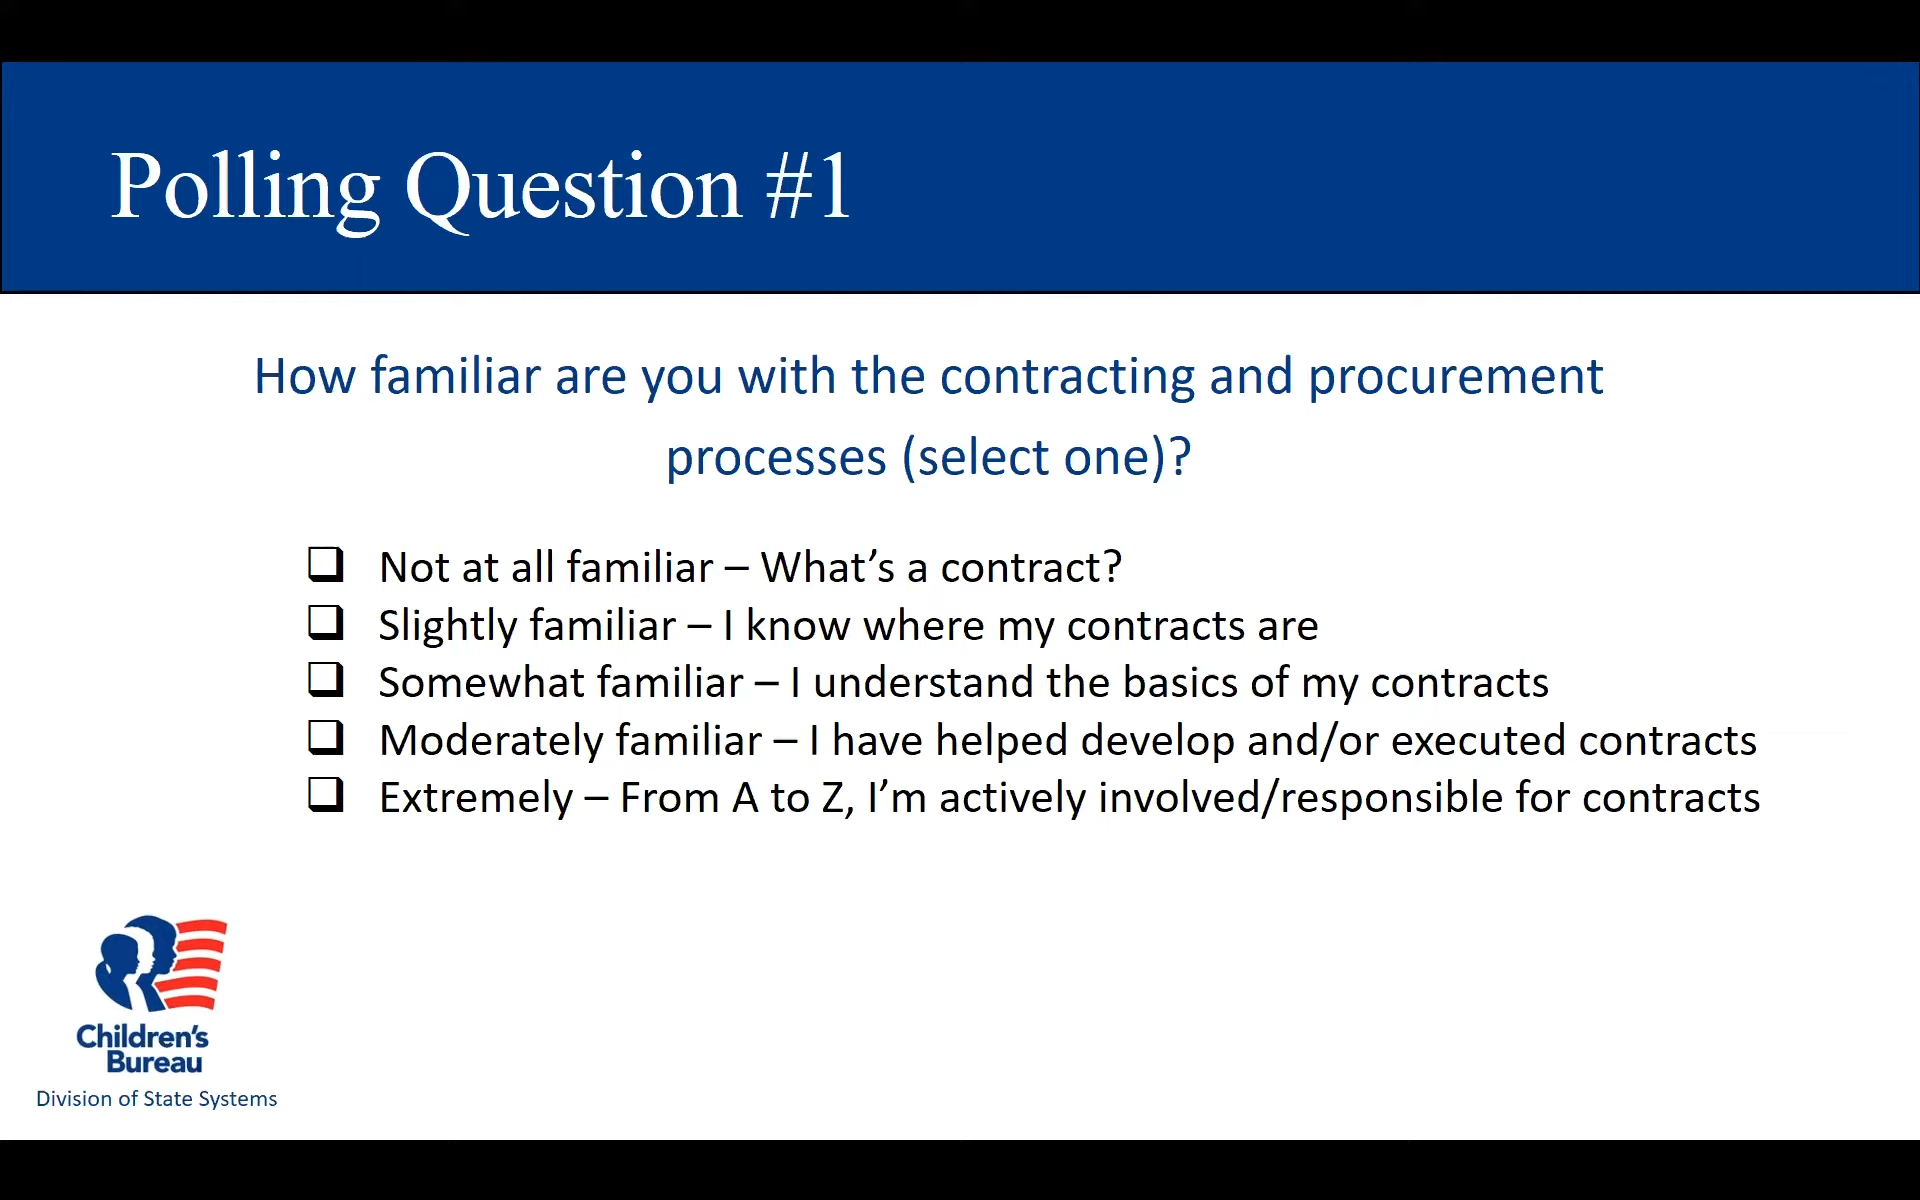 Polling Question #1
How familiar are you with the contracting and procurement
processes (select one)?
❑ Not at all familiar – What’s a contract?
❑ Slightly familiar – I know where my contracts are
❑ Somewhat familiar – I understand the basics of my contracts
❑ Moderately familiar – I have helped develop and/or executed contracts
❑ Extremely – From A to Z, I’m actively involved/responsible for contracts
Children’s
Bureau
Division of State Systems